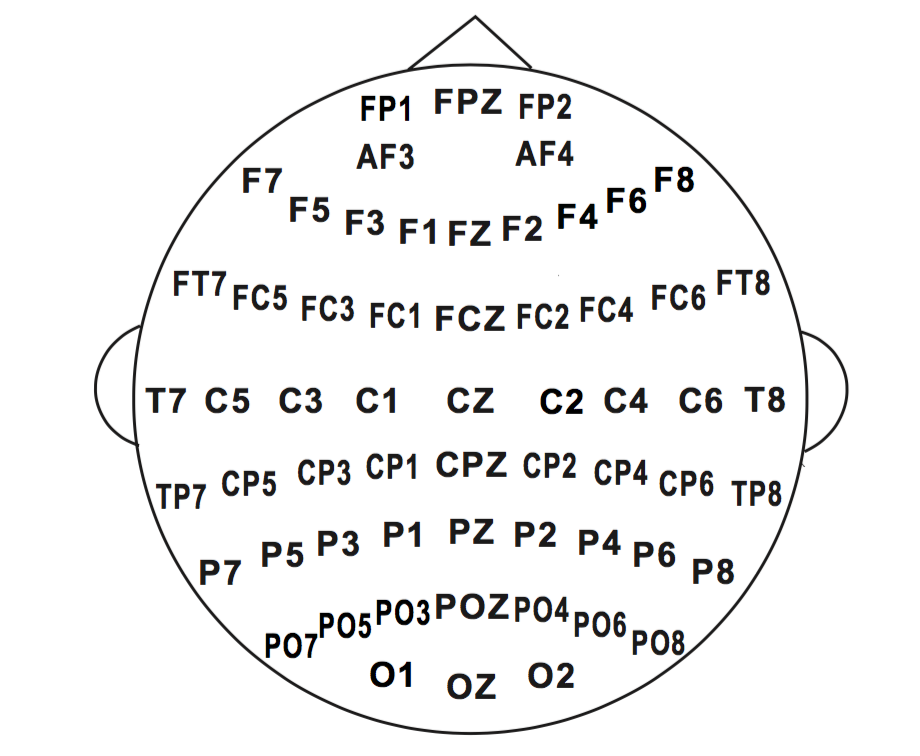 FP1 FPZ FP2
AF3 AF4
F7 F5 F3 F1 FZ F2 F4 F6 F8
FT7 FC5 FC3 FC1 FCZ FC2 FC4 FC6 FT8
T7 C5 C3 C1 CZ C2 C4 C6 T8
TP7 CP5 CP3 CP1 CPZ CP2 CP4 CP6 TP8
P7 P5 P3 P1 PZ P2 P4 P6 P8
PO7 PO5 PO3 POZ PO4 PO6 PO8
O1 OZ O2